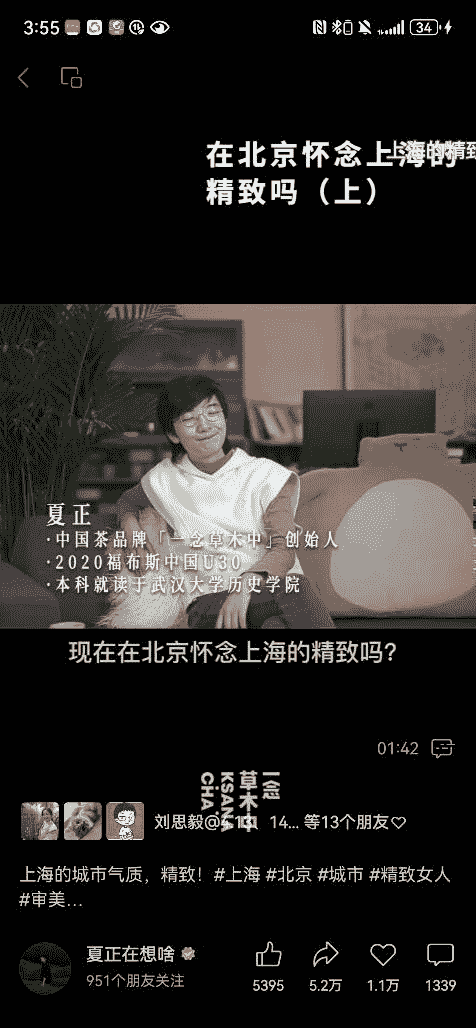 3:55
34
在北京怀念上海的
精致吗（上）
上海的精致
夏正
·中国茶品牌「一念草木中」创始人
·2020福布斯中国U30
·本科就读于武汉大学历史学院
现在在北京怀念上海的精致吗？
01:42
一念
草木中
KSANA
CHA
刘思毅@ 14... 等13个朋友♡
上海的城市气质，精致！#上海 #北京 #城市 #精致女人
#审美...
夏正在想啥
951个朋友关注
5395
5.2万
1.1万
1339